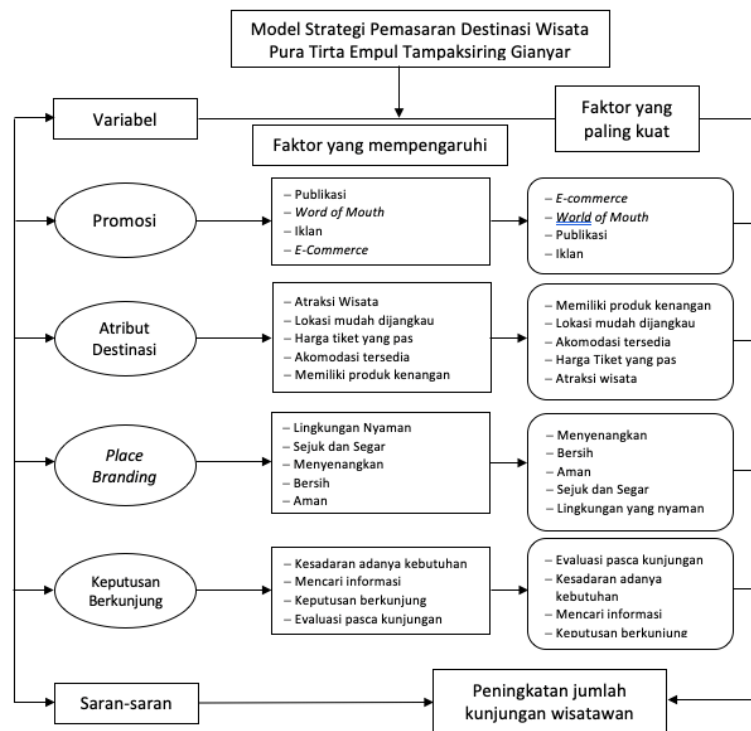 Model Strategi Pemasaran Destinasi Wisata
Pura Tirta Empul Tampaksiring Gianyar
Variabel
Faktor yang mempengaruhi
Faktor yang
paling kuat
Promosi
– Publikasi
– Word of Mouth
– Iklan
– E-Commerce
– E-commerce
– World of Mouth
– Publikasi
– Iklan
Atribut
Destinasi
– Atraksi Wisata
– Lokasi mudah dijangkau
– Harga tiket yang pas
– Akomodasi tersedia
– Memiliki produk kenangan
– Memiliki produk kenangan
– Lokasi mudah dijangkau
– Akomodasi tersedia
– Harga Tiket yang pas
– Atraksi wisata
Place
Branding
– Lingkungan Nyaman
– Sejuk dan Segar
– Menyenangkan
– Bersih
– Aman
– Menyenangkan
– Bersih
– Aman
– Sejuk dan Segar
– Lingkungan yang nyaman
Keputusan
Berkunjung
– Kesadaran adanya kebutuhan
– Mencari informasi
– Keputusan berkunjung
– Evaluasi pasca kunjungan
– Evaluasi pasca kunjungan
– Kesadaran adanya
kebutuhan
– Mencari informasi
– Keputusan berkunjung
Saran-saran
Peningkatan jumlah
kunjungan wisatawan